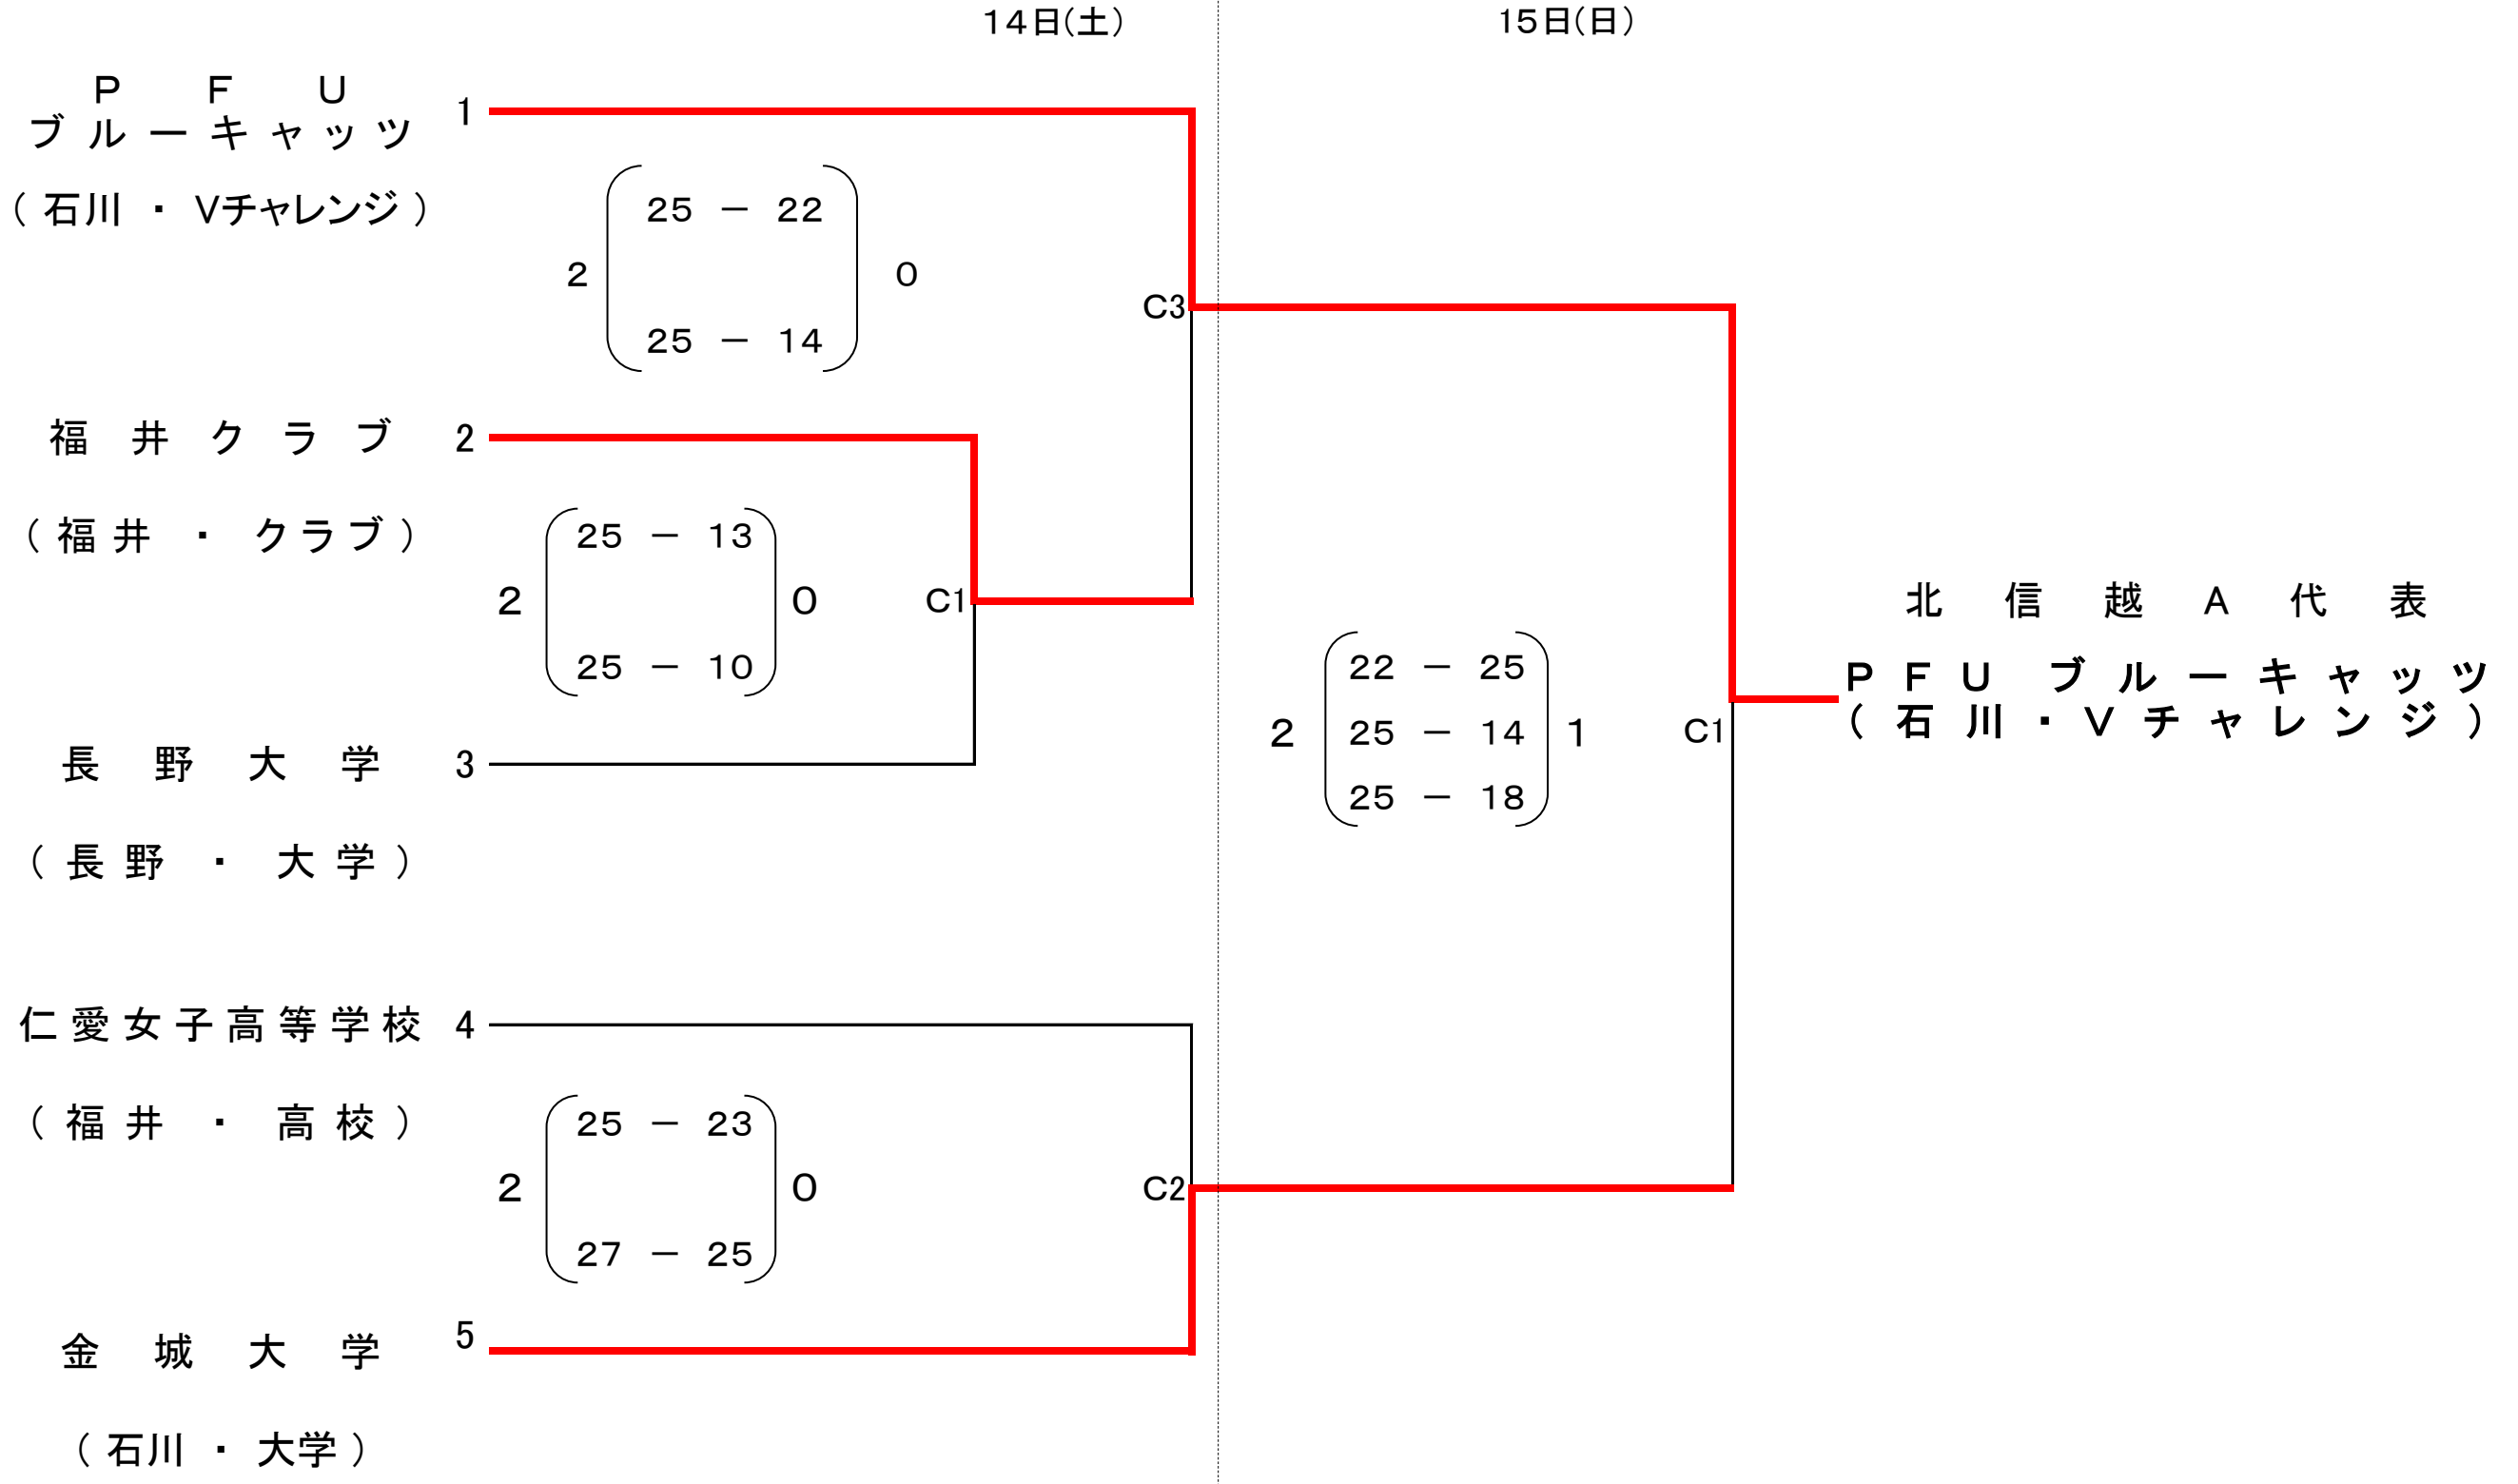 14日(土)
15日(日)
P F U
ブルーキャッツ
1
(石川・Vチャレンジ)
25 － 22
2
0
C3
25 － 14
福井クラブ
2
(福井・クラブ)
25 － 13
2
0
C1
25 － 10
長野大学
3
(長野・大学)
北信越A代表
PFU ブルーキャッツ
(石川・Vチャレンジ)
22 － 25
2
25 － 14
1
C1
25 － 18
仁愛女子高等学校
4
(福井・高校)
25 － 23
2
0
C2
27 － 25
金城大学
5
(石川・大学)